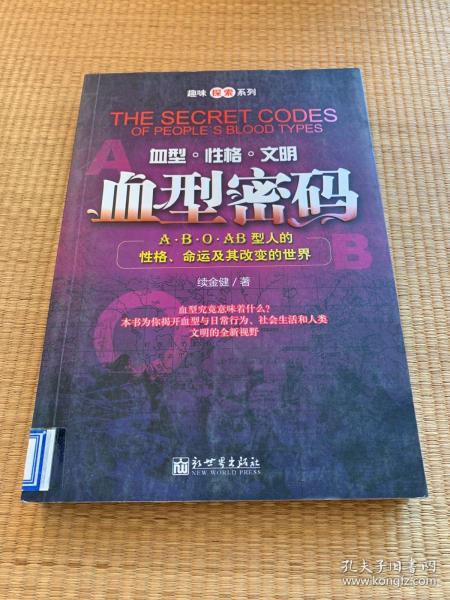 趣味 探索 系列
THE SECRET CODES
OF PEOPLE'S BLOOD TYPES
血型·性格·文明
血型密码
A·B·O·AB型人的
性格、命运及其改变的世界
续金健/著
血型究竟意味着什么?
本书为你揭开血型与日常行为、社会生活和人类
文明的全新视野
新世界出版社
NEW WORLD PRESS
A
B
O
孔夫子旧书网
www.kongfz.com